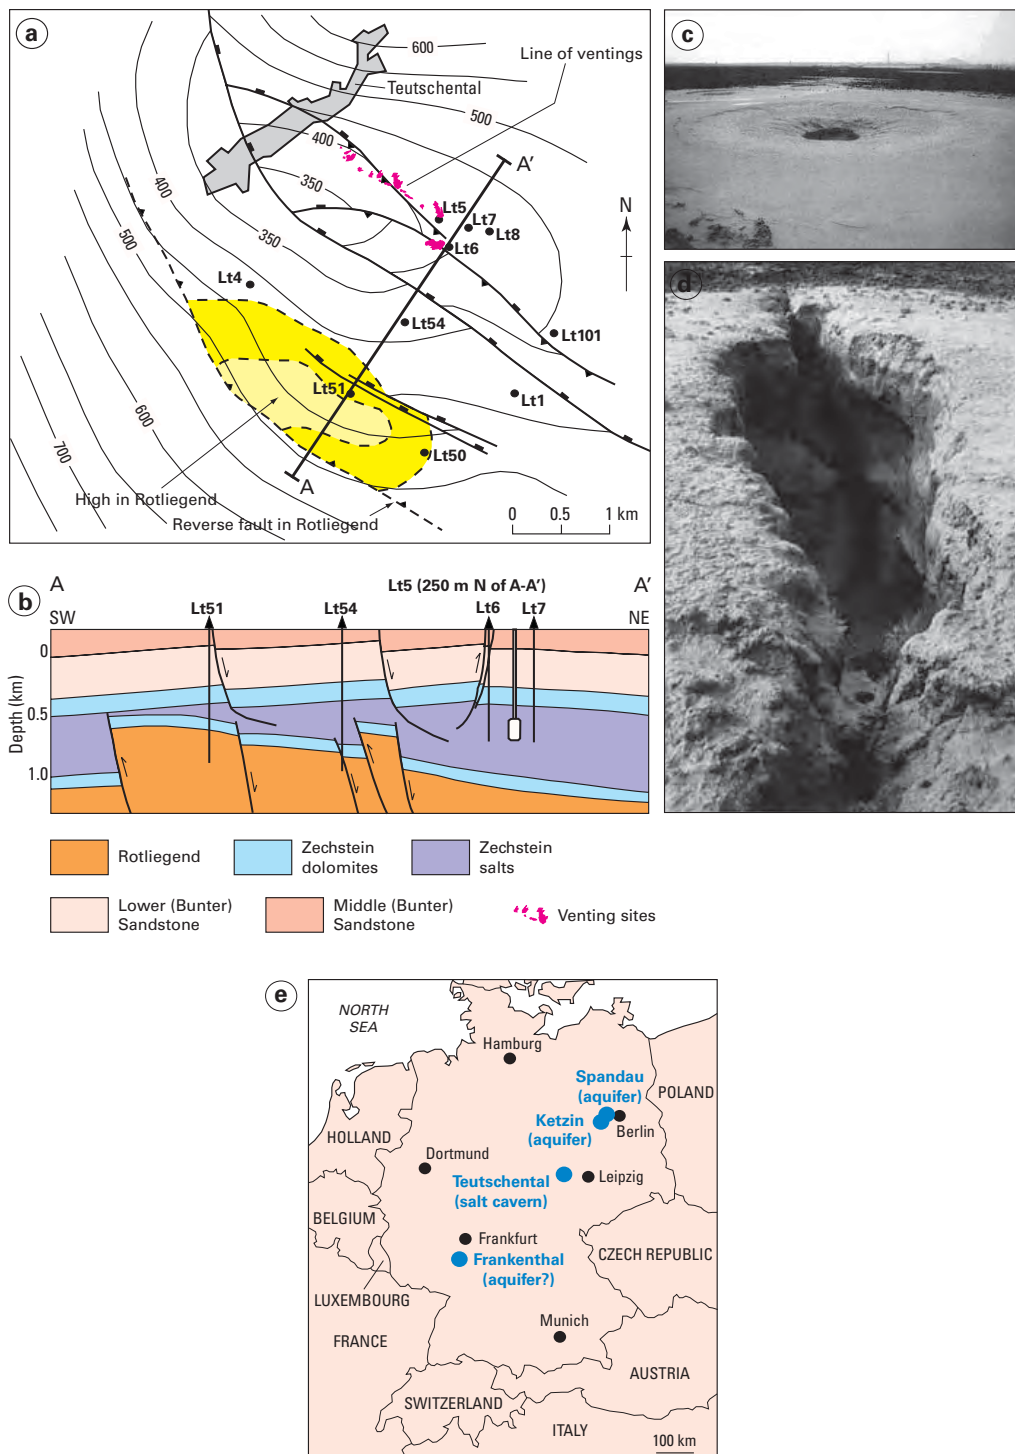 a
600
Line of ventings
Teutschental
500
400
A'
350
N
400
Lt5
Lt7
Lt8
500
350
Lt6
Lt4
Lt54
Lt101
Lt51
Lt1
600
700
Lt50
A
High in Rotliegend
Reverse fault in Rotliegend
0 0.5 1 km
b
A
Lt5 (250 m N of A-A')
A'
SW
Lt51
Lt54
Lt6
Lt7
NE
Depth (km)
0
0.5
1.0
Rotliegend
Zechstein
dolomites
Zechstein
salts
Lower (Bunter)
Sandstone
Middle (Bunter)
Sandstone
Venting sites
c
d
e
NORTH
SEA
Hamburg
Spandau
(aquifer)
POLAND
Ketzin
(aquifer)
Berlin
HOLLAND
Dortmund
Teutschental
(salt cavern)
Leipzig
BELGIUM
Frankfurt
CZECH REPUBLIC
Frankenthal
(aquifer?)
LUXEMBOURG
Munich
FRANCE
AUSTRIA
SWITZERLAND
ITALY
100 km